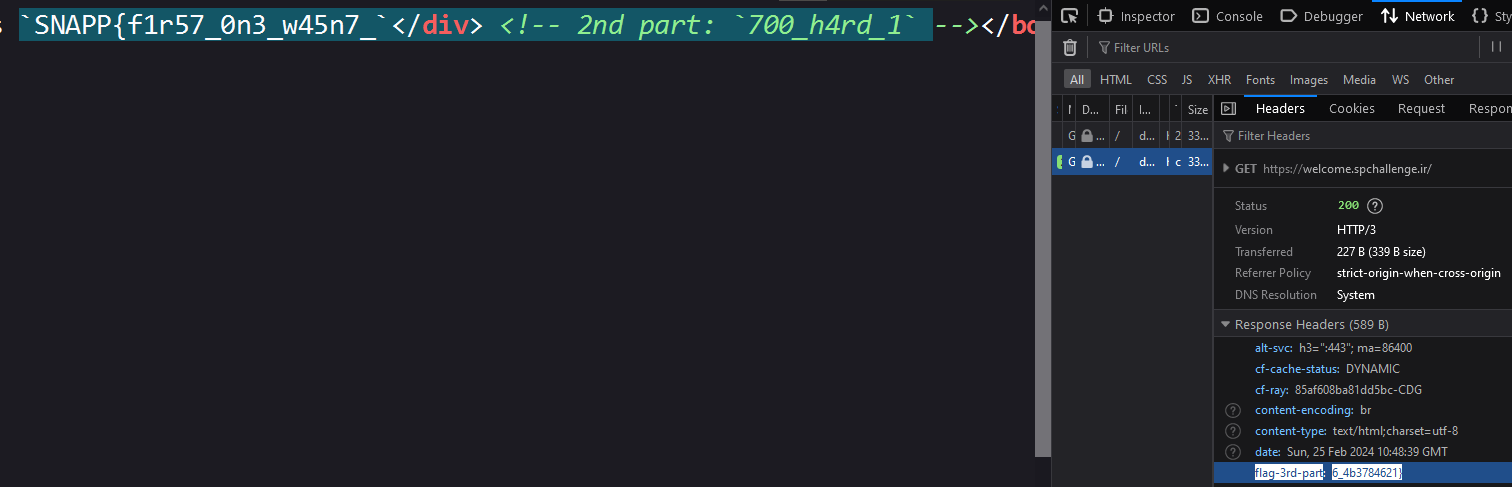 s `SNAPP{f1r57_0n3_w45n7_`</div> <!-- 2nd part: `700_h4rd_1` --></bo
Inspector Console Debugger Network {} Sty
Filter URLs
All HTML CSS JS XHR Fonts Images Media WS Other
D... Fil I... Size Headers Cookies Request Respon
G ... / d... 2 33... Filter Headers
G ... / d... c 33...
GET https://welcome.spchallenge.ir/
Status 200
Version HTTP/3
Transferred 227 B (339 B size)
Referrer Policy strict-origin-when-cross-origin
DNS Resolution System
Response Headers (589 B)
alt-svc: h3=":443"; ma=86400
cf-cache-status: DYNAMIC
cf-ray: 85af608ba81dd5bc-CDG
content-encoding: br
content-type: text/html;charset=utf-8
date: Sun, 25 Feb 2024 10:48:39 GMT
flag-3rd-part: 6_4b3784621}